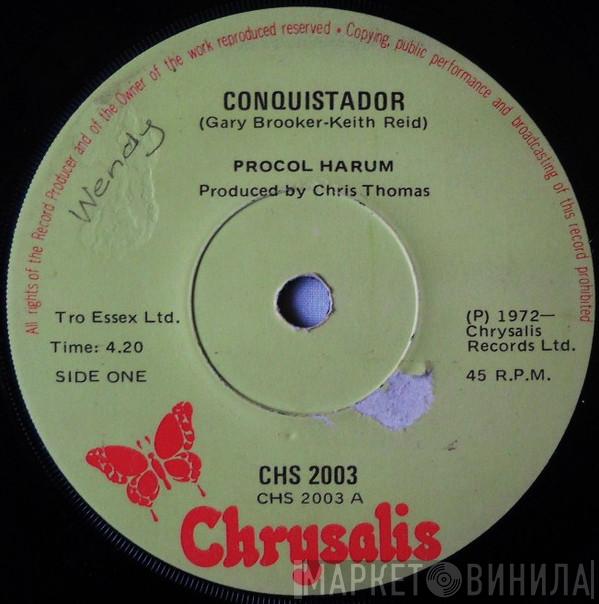 All rights of the Record Producer and of the Owner of the work reproduced reserved • Copying, public performance and broadcasting of this record prohibited
CONQUISTADOR
(Gary Brooker-Keith Reid)
Wendy
PROCOL HARUM
Produced by Chris Thomas
Tro Essex Ltd.
Time: 4.20
SIDE ONE
(P) 1972—
Chrysalis
Records Ltd.
45 R.P.M.
CHS 2003
CHS 2003 A
Chrysalis
МАРКЕТ ВИНИЛА